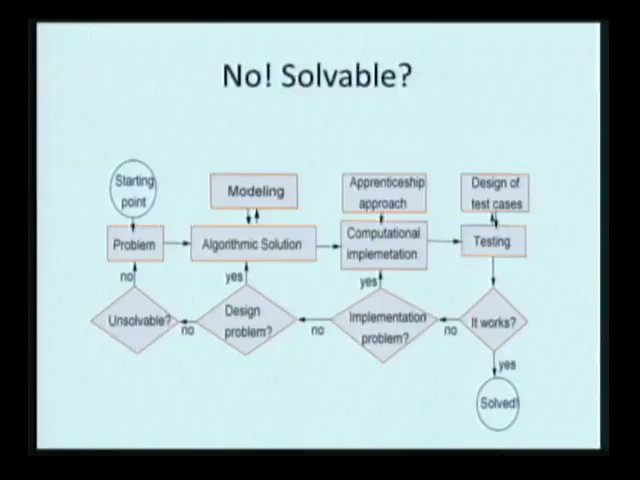 No! Solvable?
Starting
point
Modeling
Apprenticeship
approach
Design of
test cases
Problem
Algorithmic Solution
Computational
implemetation
Testing
no
yes
yes
Unsolvable?
Design
problem?
Implementation
problem?
It works?
no
no
no
yes
Solved!